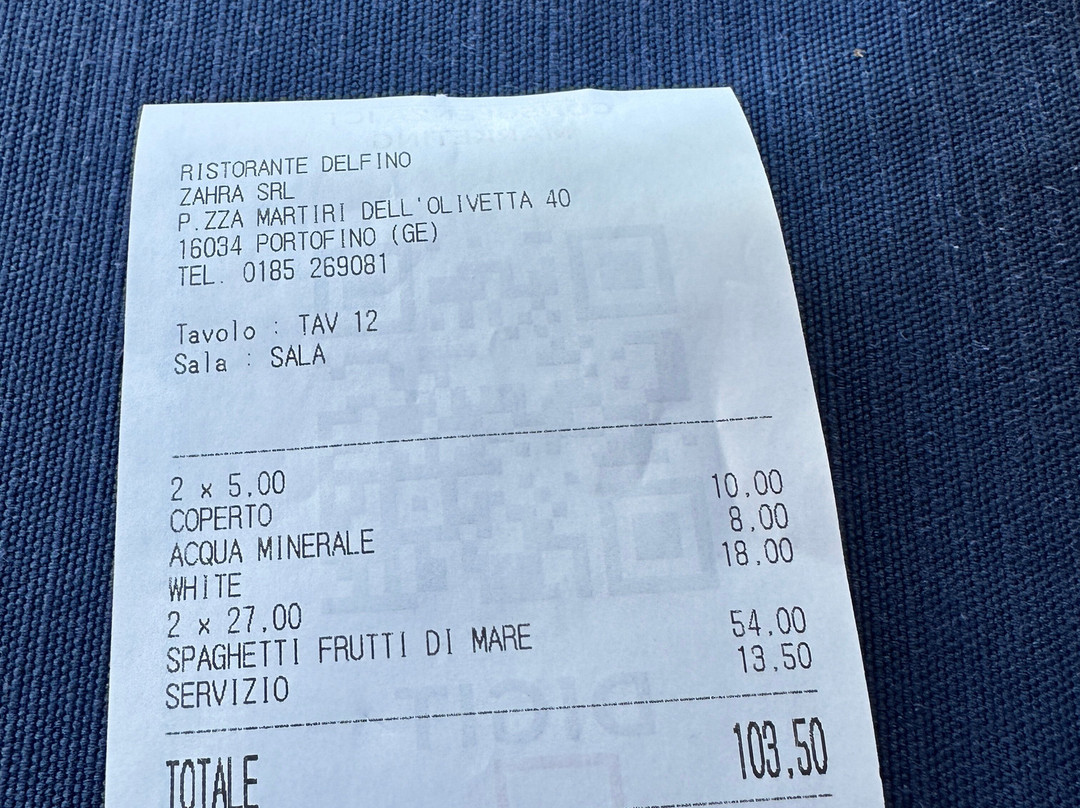 RISTORANTE DELFINO
ZAHRA SRL
P.ZZA MARTIRI DELL'OLIVETTA 40
16034 PORTOFINO (GE)
TEL. 0185 269081
Tavolo : TAV 12
Sala : SALA
2 x 5,00
COPERTO 10,00
ACQUA MINERALE 8,00
WHITE 18,00
2 x 27,00
SPAGHETTI FRUTTI DI MARE 54,00
SERVIZIO 13,50
TOTALE 103,50